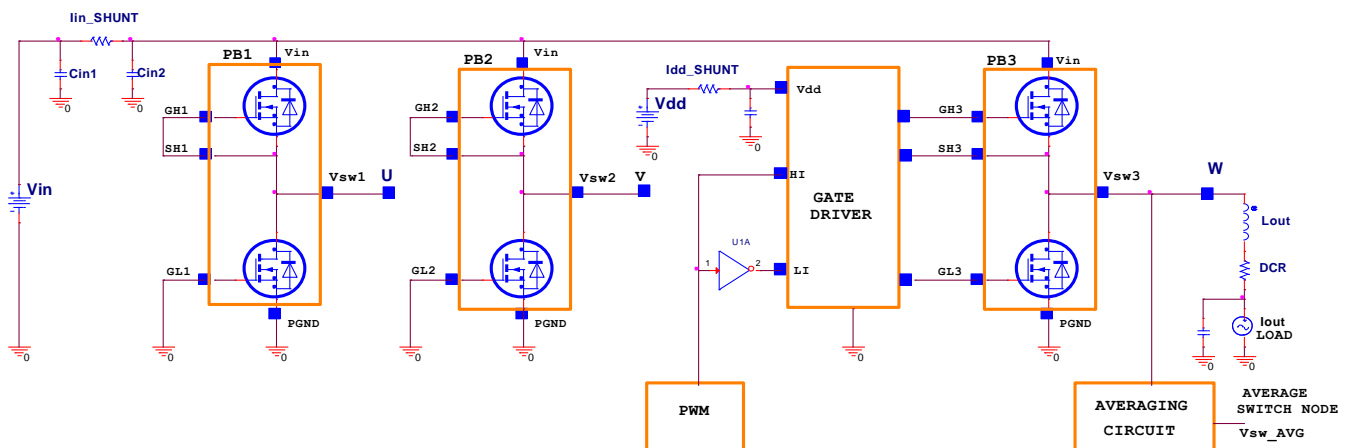 Iin_SHUNT
Cin1
Cin2
Vin
0
0
0
PB1
Vin
GH1
SH1
GL1
Vsw1
U
PGND
0
0
PB2
Vin
GH2
SH2
GL2
Vsw2
V
PGND
0
0
Idd_SHUNT
Vdd
0
0
Vdd
HI
LI
GATE
DRIVER
0
U1A
1
2
PWM
GH3
SH3
GL3
PB3
Vin
Vsw3
PGND
0
W
Lout
DCR
Iout
LOAD
0
0
AVERAGING
CIRCUIT
AVERAGE
SWITCH NODE
Vsw_AVG